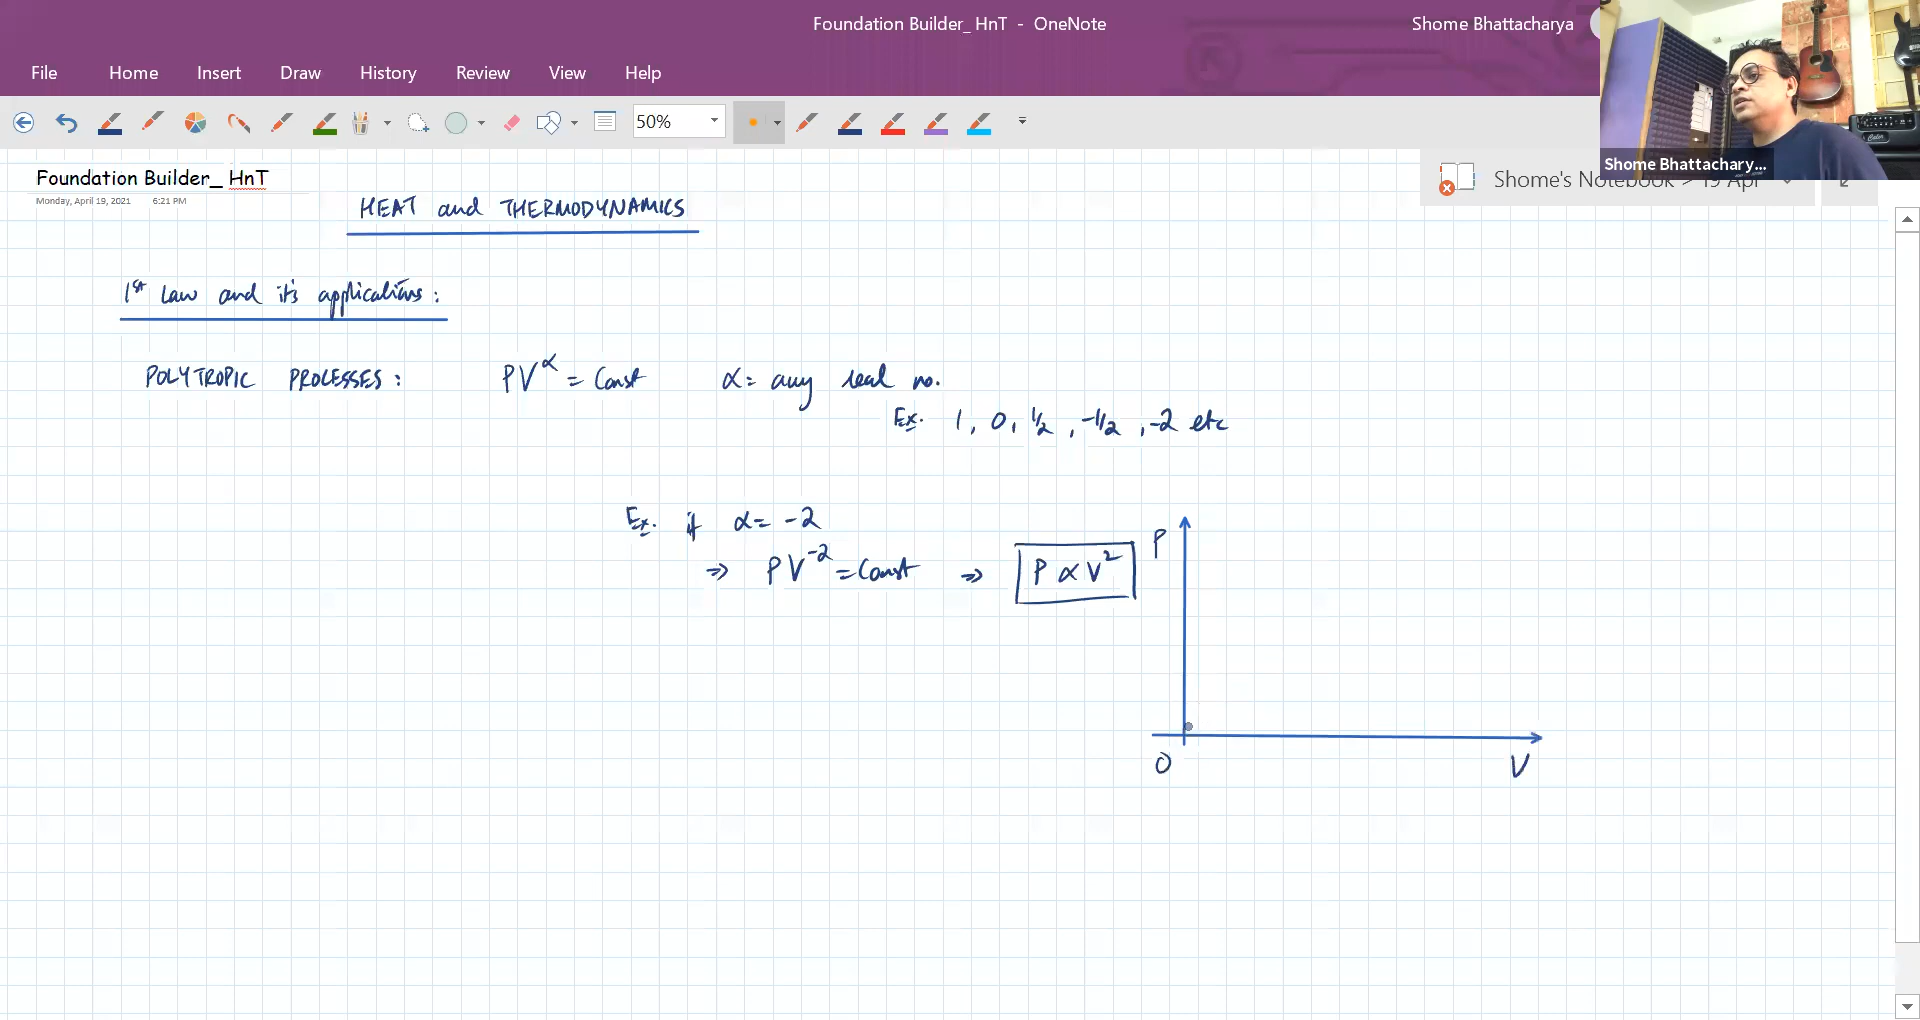 Foundation Builder_ HnT - OneNote
Shome Bhattacharya
File Home Insert Draw History Review View Help
50%
Shome Bhattachary...
Foundation Builder_ HnT
Shome's Notebook > 19 Apr
Monday, April 19, 2021 6:21 PM
HEAT and THERMODYNAMICS
1st Law and it's applications:
POLYTROPIC PROCESSES: PV^α = Const α= any real no.
Ex. 1, 0, 1/2, -1/2, -2 etc
Ex. if α= -2
⇒ PV^-2 = Const ⇒ P ∝ V^2
P
O V